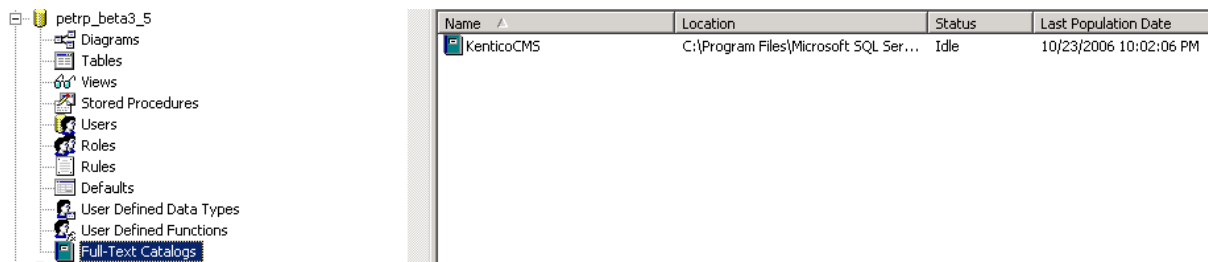 petrp_beta3_5
Diagrams
Tables
Views
Stored Procedures
Users
Roles
Rules
Defaults
User Defined Data Types
User Defined Functions
Full-Text Catalogs
Name Location Status Last Population Date
KenticoCMS C:\Program Files\Microsoft SQL Ser... Idle 10/23/2006 10:02:06 PM